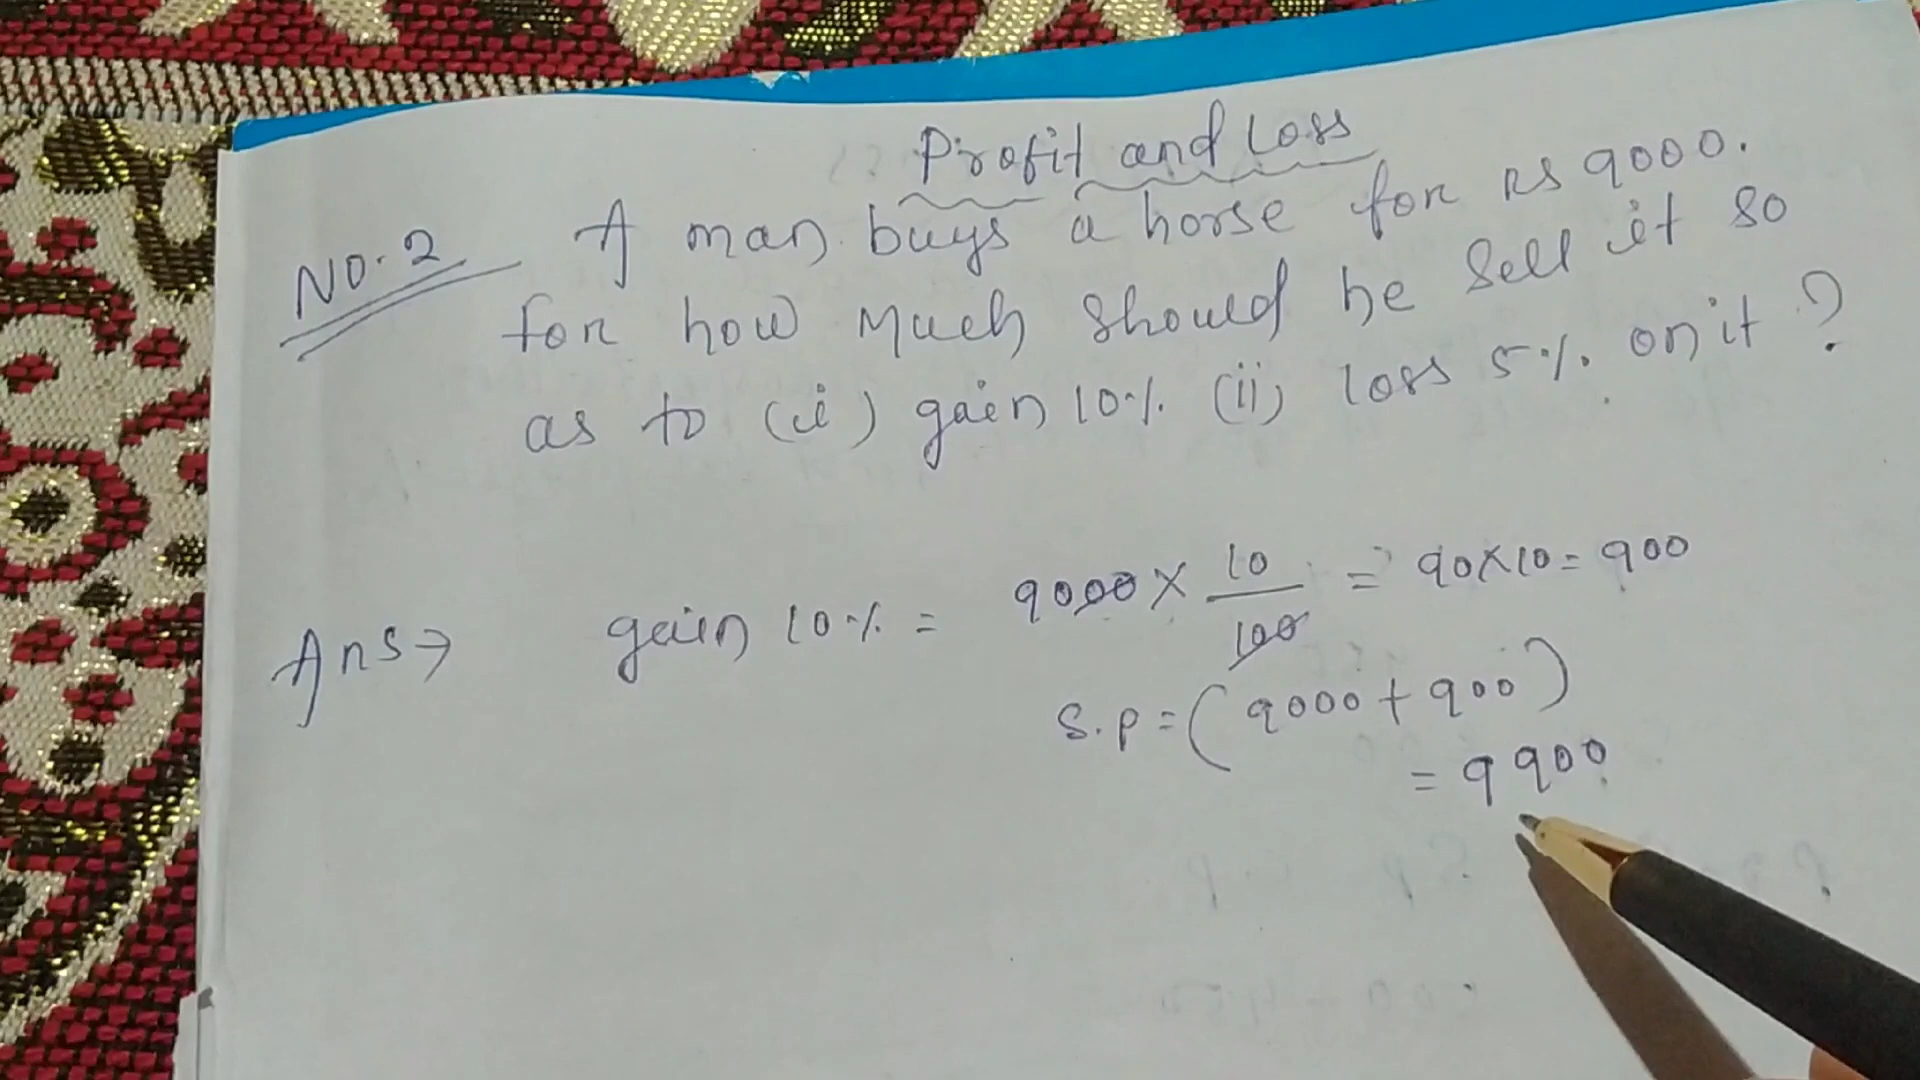 Profit and Loss
NO.2 A man buys a horse for Rs 9000.
for how much should he sell it so
as to (i) gain 10% (ii) loss 5% on it ?
Ans→ gain 10% = 9000 × 10/100 = 90×10 = 900
S.P = (9000 + 900)
= 9900